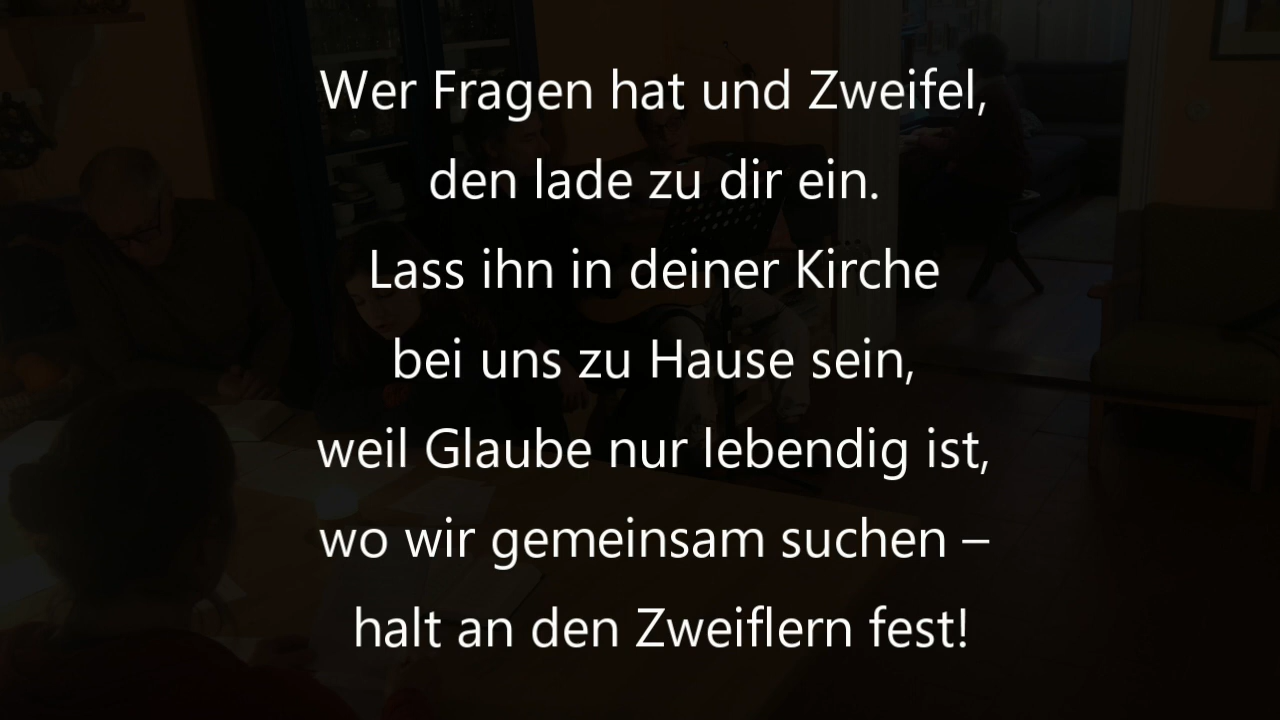 Wer Fragen hat und Zweifel,
den lade zu dir ein.
Lass ihn in deiner Kirche
bei uns zu Hause sein,
weil Glaube nur lebendig ist,
wo wir gemeinsam suchen –
halt an den Zweiflern fest!